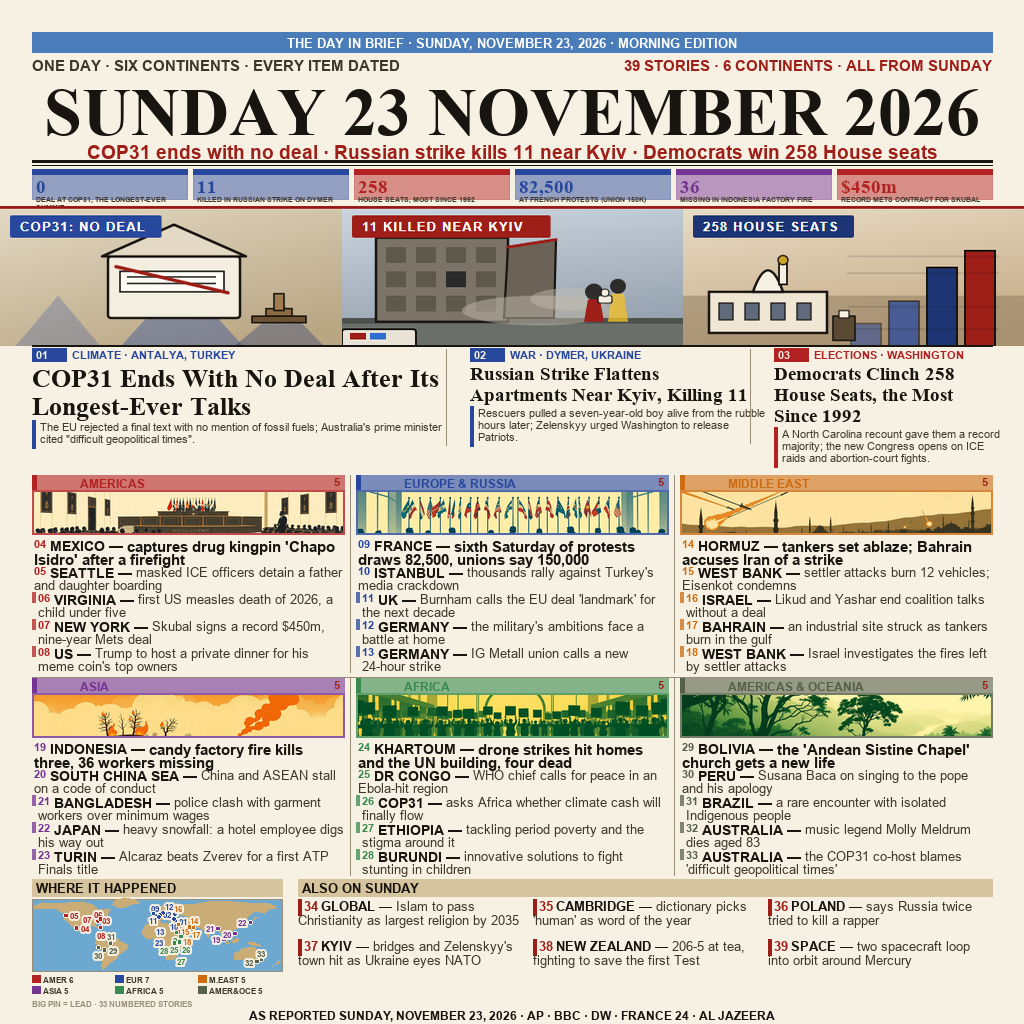 THE DAY IN BRIEF · SUNDAY, NOVEMBER 23, 2026 · MORNING EDITION
ONE DAY · SIX CONTINENTS · EVERY ITEM DATED
39 STORIES · 6 CONTINENTS · ALL FROM SUNDAY
SUNDAY 23 NOVEMBER 2026
COP31 ends with no deal · Russian strike kills 11 near Kyiv · Democrats win 258 House seats
0
DEAL AT COP31, THE LONGEST-EVER
11
KILLED IN RUSSIAN STRIKE ON DYMER
258
HOUSE SEATS, MOST SINCE 1992
82,500
AT FRENCH PROTESTS (UNION 150K)
36
MISSING IN INDONESIA FACTORY FIRE
$450m
RECORD METS CONTRACT FOR SKUBAL
COP31: NO DEAL
11 KILLED NEAR KYIV
258 HOUSE SEATS
01 CLIMATE · ANTALYA, TURKEY
COP31 Ends With No Deal After Its
Longest-Ever Talks
The EU rejected a final text with no mention of fossil fuels; Australia's prime minister
cited "difficult geopolitical times".
02 WAR · DYMER, UKRAINE
Russian Strike Flattens
Apartments Near Kyiv, Killing 11
Rescuers pulled a seven-year-old boy alive from the rubble
hours later; Zelenskyy urged Washington to release
Patriots.
03 ELECTIONS · WASHINGTON
Democrats Clinch 258
House Seats, the Most
Since 1992
A North Carolina recount gave them a record
majority; the new Congress opens on ICE
raids and abortion-court fights.
AMERICAS 5
04 MEXICO — captures drug kingpin 'Chapo
Isidro' after a firefight
05 SEATTLE — masked ICE officers detain a father
and daughter boarding
06 VIRGINIA — first US measles death of 2026, a
child under five
07 NEW YORK — Skubal signs a record $450m,
nine-year Mets deal
08 US — Trump to host a private dinner for his
meme coin's top owners
EUROPE & RUSSIA 5
09 FRANCE — sixth Saturday of protests
draws 82,500, unions say 150,000
10 ISTANBUL — thousands rally against Turkey's
media crackdown
11 UK — Burnham calls the EU deal 'landmark' for
the next decade
12 GERMANY — the military's ambitions face a
battle at home
13 GERMANY — IG Metall union calls a new
24-hour strike
MIDDLE EAST 5
14 HORMUZ — tankers set ablaze; Bahrain
accuses Iran of a strike
15 WEST BANK — settler attacks burn 12 vehicles;
Eisenkot condemns
16 ISRAEL — Likud and Yashar end coalition talks
without a deal
17 BAHRAIN — an industrial site struck as tankers
burn in the gulf
18 WEST BANK — Israel investigates the fires left
by settler attacks
ASIA 5
19 INDONESIA — candy factory fire kills
three, 36 workers missing
20 SOUTH CHINA SEA — China and ASEAN stall
on a code of conduct
21 BANGLADESH — police clash with garment
workers over minimum wages
22 JAPAN — heavy snowfall: a hotel employee digs
his way out
23 TURIN — Alcaraz beats Zverev for a first ATP
Finals title
AFRICA 5
24 KHARTOUM — drone strikes hit homes
and the UN building, four dead
25 DR CONGO — WHO chief calls for peace in an
Ebola-hit region
26 COP31 — asks Africa whether climate cash will
finally flow
27 ETHIOPIA — tackling period poverty and the
stigma around it
28 BURUNDI — innovative solutions to fight
stunting in children
AMERICAS & OCEANIA 5
29 BOLIVIA — the 'Andean Sistine Chapel'
church gets a new life
30 PERU — Susana Baca on singing to the pope
and his apology
31 BRAZIL — a rare encounter with isolated
Indigenous people
32 AUSTRALIA — music legend Molly Meldrum
dies aged 83
33 AUSTRALIA — the COP31 co-host blames
'difficult geopolitical times'
WHERE IT HAPPENED
AMER 6
EUR 7
M.EAST 5
ASIA 5
AFRICA 5
AMER&OCE 5
BIG PIN = LEAD · 33 NUMBERED STORIES
ALSO ON SUNDAY
34 GLOBAL — Islam to pass
Christianity as largest religion by 2035
35 CAMBRIDGE — dictionary picks
'human' as word of the year
36 POLAND — says Russia twice
tried to kill a rapper
37 KYIV — bridges and Zelenskyy's
town hit as Ukraine eyes NATO
38 NEW ZEALAND — 206-5 at tea,
fighting to save the first Test
39 SPACE — two spacecraft loop
into orbit around Mercury
AS REPORTED SUNDAY, NOVEMBER 23, 2026 · AP · BBC · DW · FRANCE 24 · AL JAZEERA